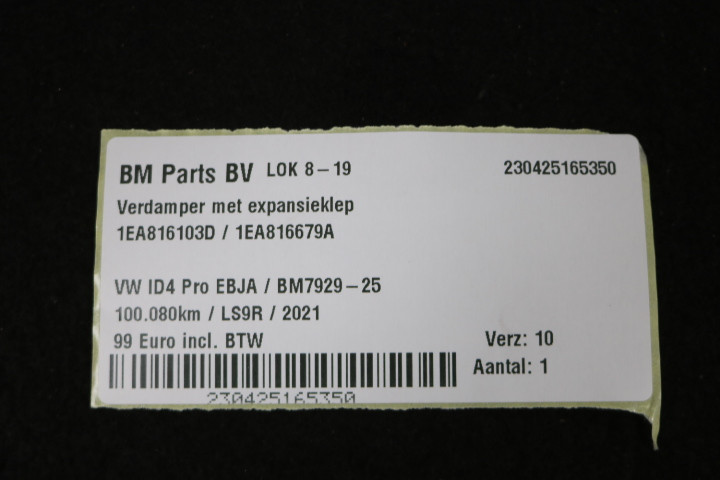 BM Parts BV LOK 8-19 230425165350
Verdamper met expansieklep
1EA816103D / 1EA816679A
VW ID4 Pro EBJA / BM7929-25
100.080km / LS9R / 2021
99 Euro incl. BTW Verz: 10
Aantal: 1
230425165350